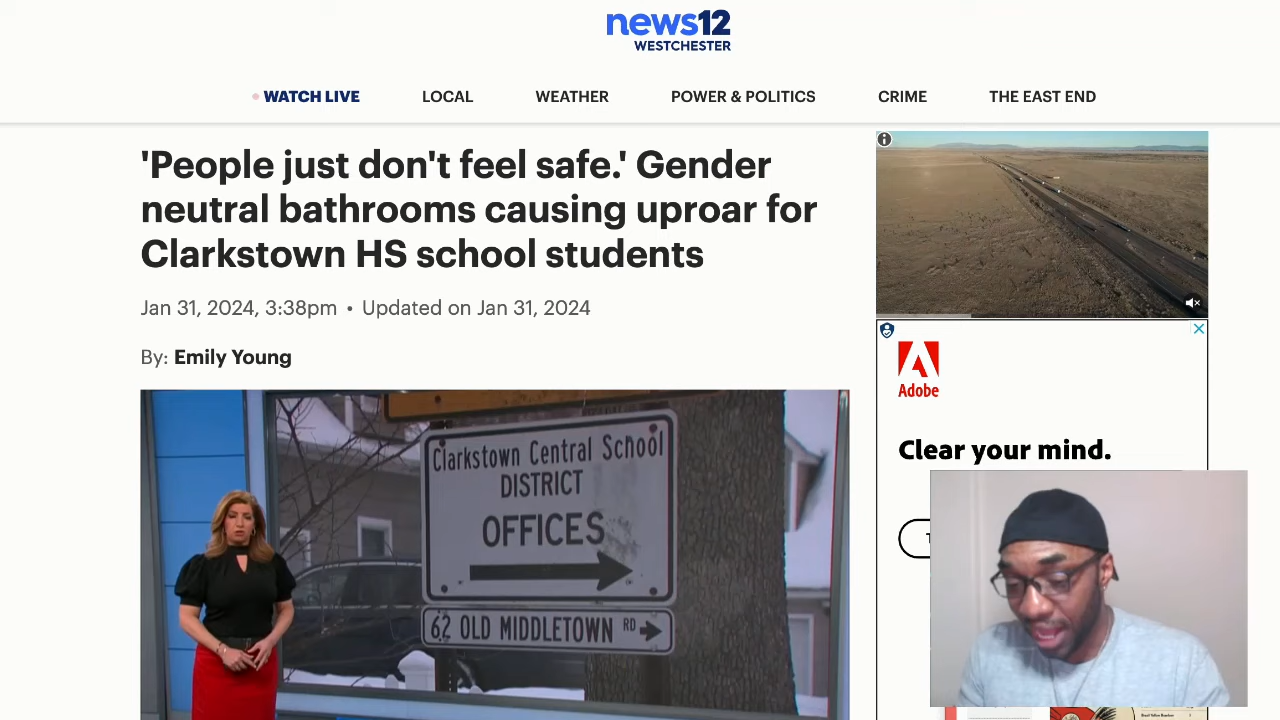 news12
WESTCHESTER
WATCH LIVE
LOCAL
WEATHER
POWER & POLITICS
CRIME
THE EAST END
'People just don't feel safe.' Gender
neutral bathrooms causing uproar for
Clarkstown HS school students
Jan 31, 2024, 3:38pm • Updated on Jan 31, 2024
By: Emily Young
Clarkstown Central School
DISTRICT
OFFICES
62 OLD MIDDLETOWN RD
Adobe
Clear your mind.